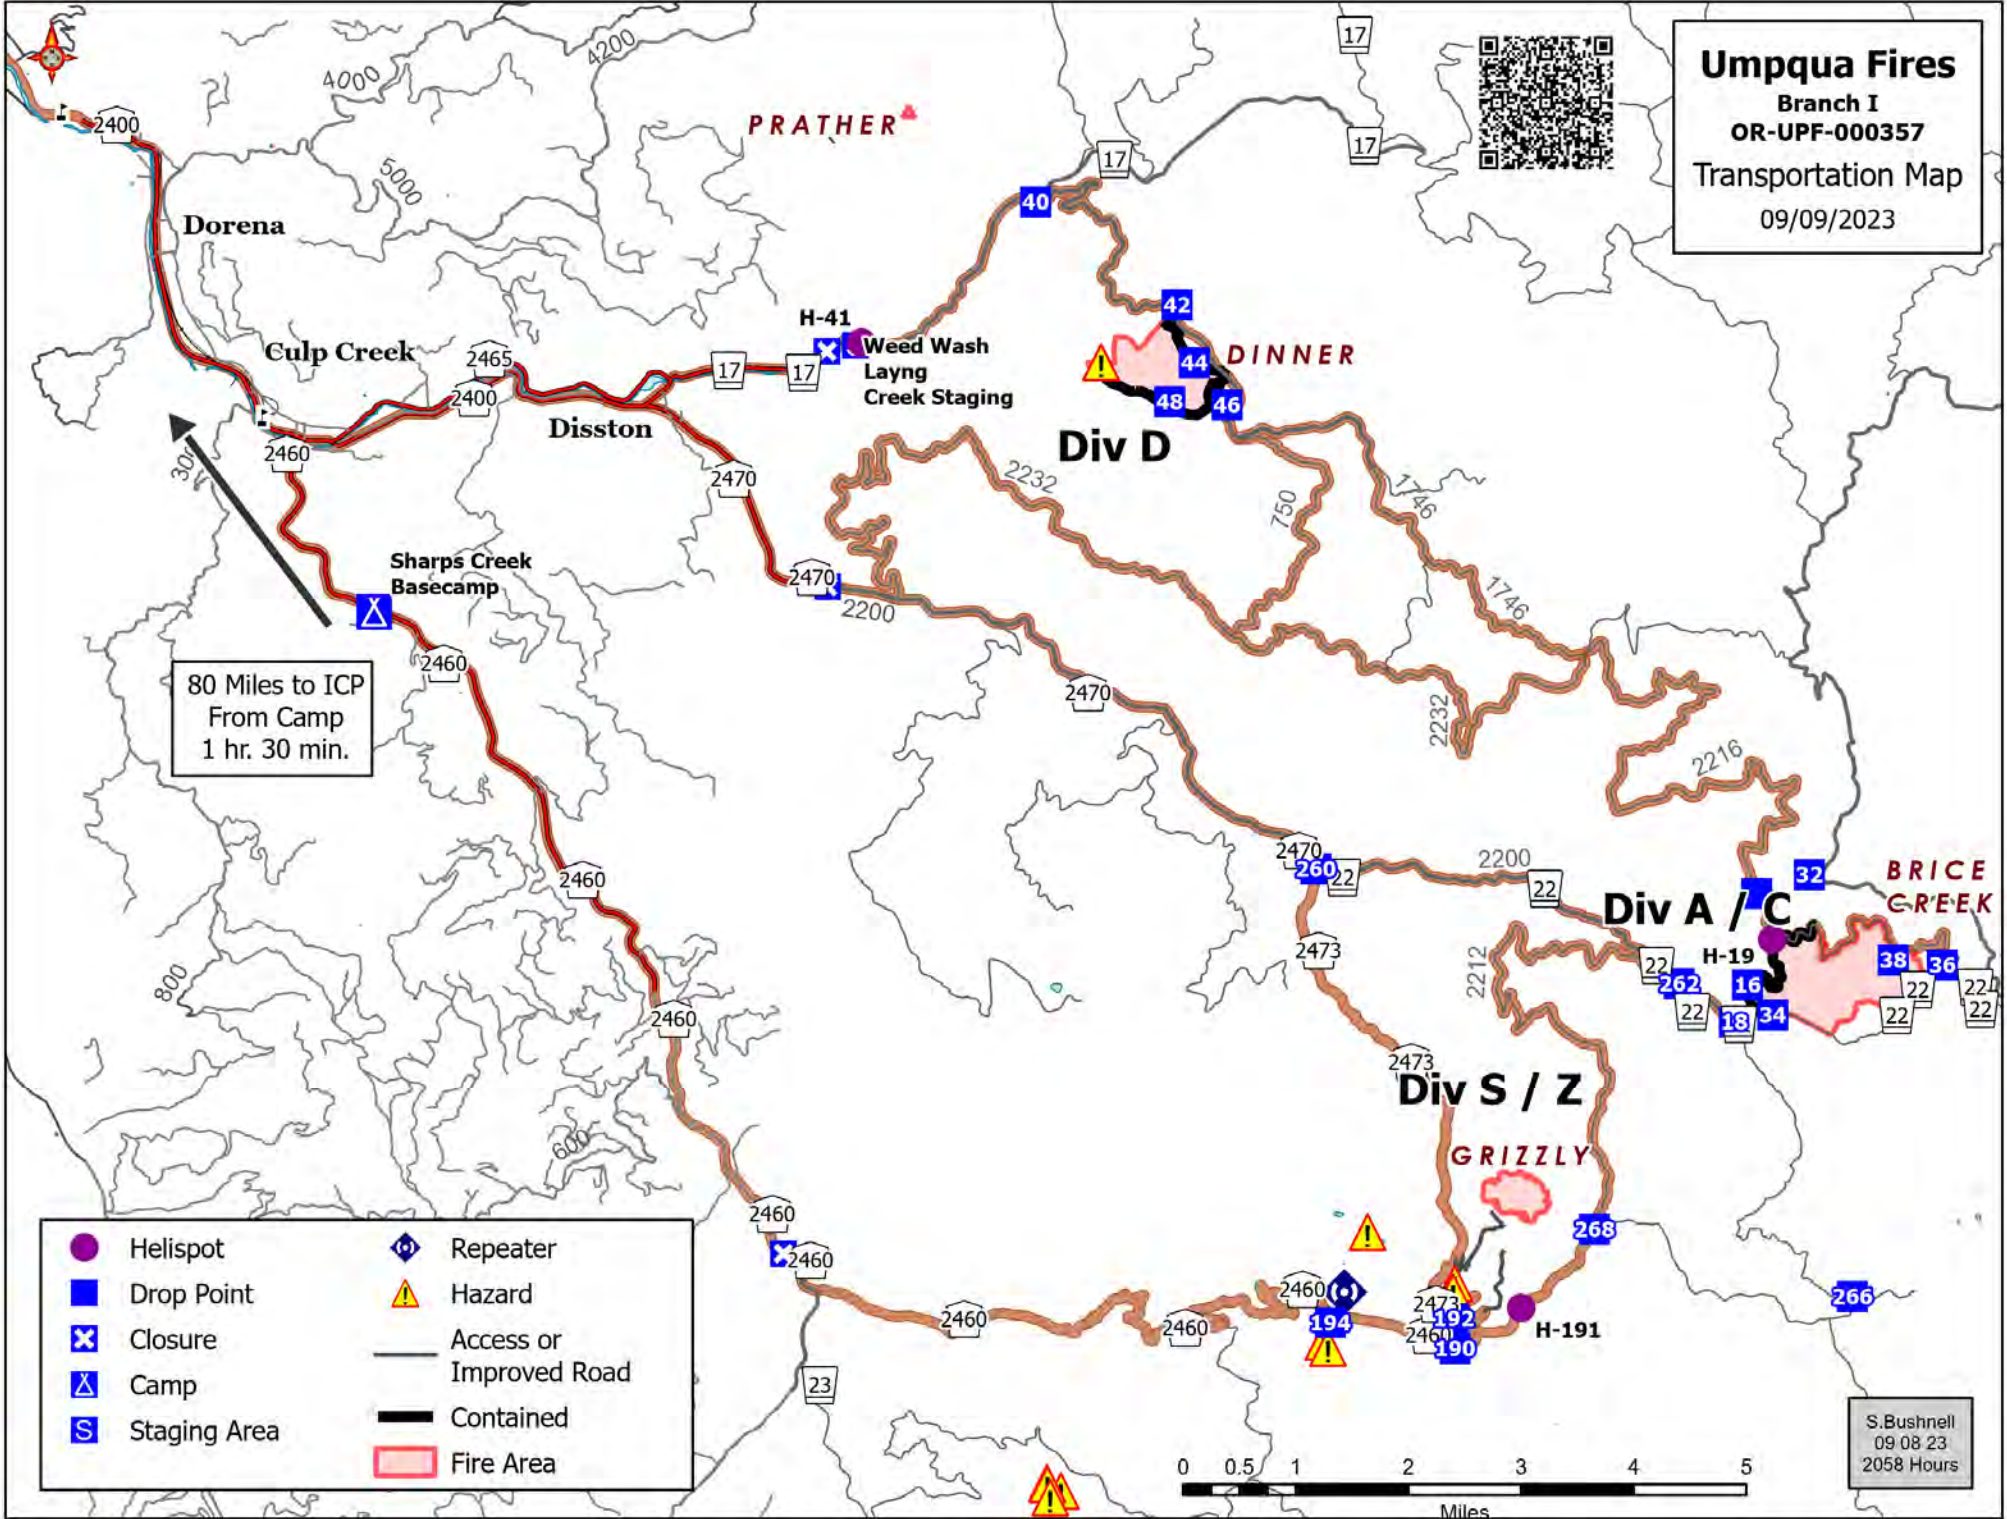 Umpqua Fires
Branch I
OR-UPF-000357
Transportation Map
09/09/2023
17
4200
4000
PRATHER
2400
17
17
5000
40
Dorena
42
H-41
Weed Wash
Layng
Creek Staging
Culp Creek
2465
17
17
44
DINNER
2400
48
46
Disston
Div D
2460
2470
2232
750
1746
Sharps Creek
Basecamp
2470
2200
1746
2460
80 Miles to ICP
From Camp
1 hr. 30 min.
2470
2232
2216
2470
260
22
2200
22
32
BRICE
CREEK
2460
Div A / C
2473
H-19
22
262
22
16
38
36
22
22
2212
18
34
22
22
800
2460
2473
Div S / Z
600
GRIZZLY
2460
268
2460
2460
266
2473
192
194
2460
190
H-191
2460
2460
23
Helispot
Drop Point
Closure
Camp
S
Staging Area
Repeater
Hazard
Access or
Improved Road
Contained
Fire Area
0 0.5 1 2 3 4 5
Miles
S.Bushnell
09 08 23
2058 Hours